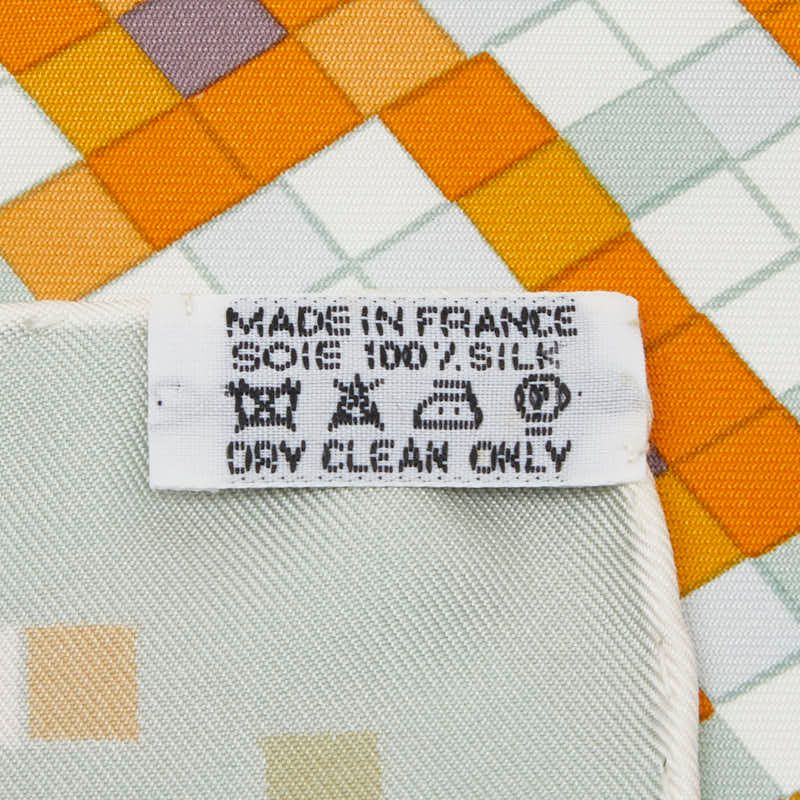 MADE IN FRANCE
SOIE 100% SILK
P
DRY CLEAN ONLY